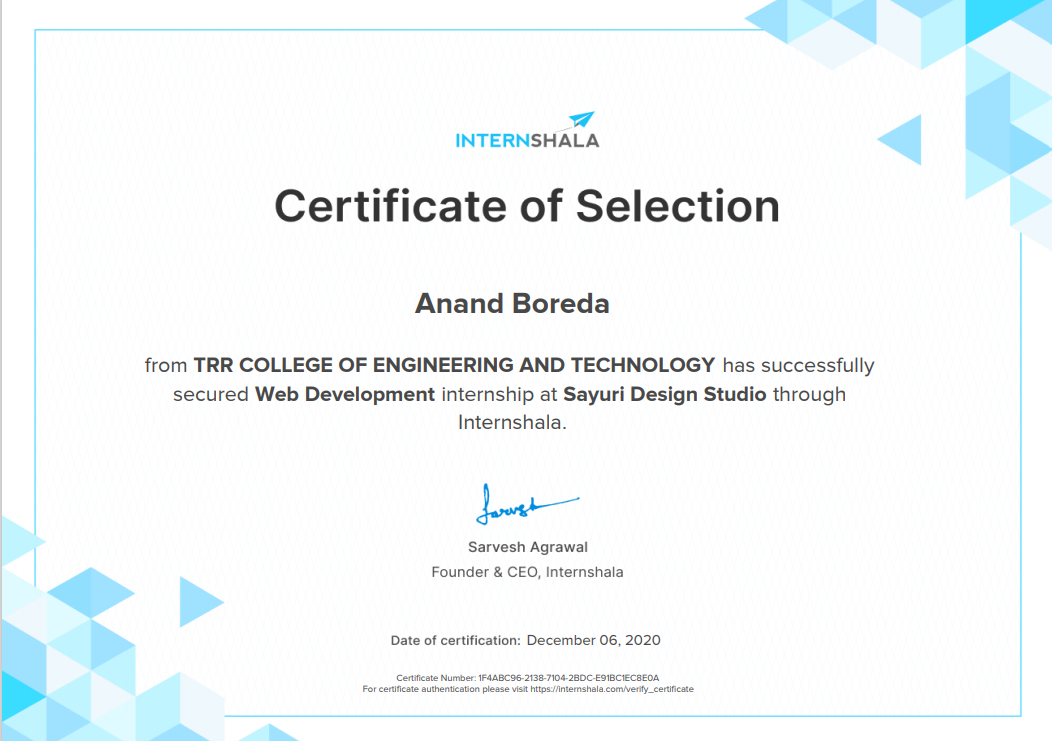 INTERNSHALA
Certificate of Selection
Anand Boreda
from TRR COLLEGE OF ENGINEERING AND TECHNOLOGY has successfully
secured Web Development internship at Sayuri Design Studio through
Internshala.
Sarvesh
Sarvesh Agrawal
Founder & CEO, Internshala
Date of certification: December 06, 2020
Certificate Number: 1F4ABC96-2138-7104-2BDC-E91BC1EC8E0A
For certificate authentication please visit https://internshala.com/verify_certificate